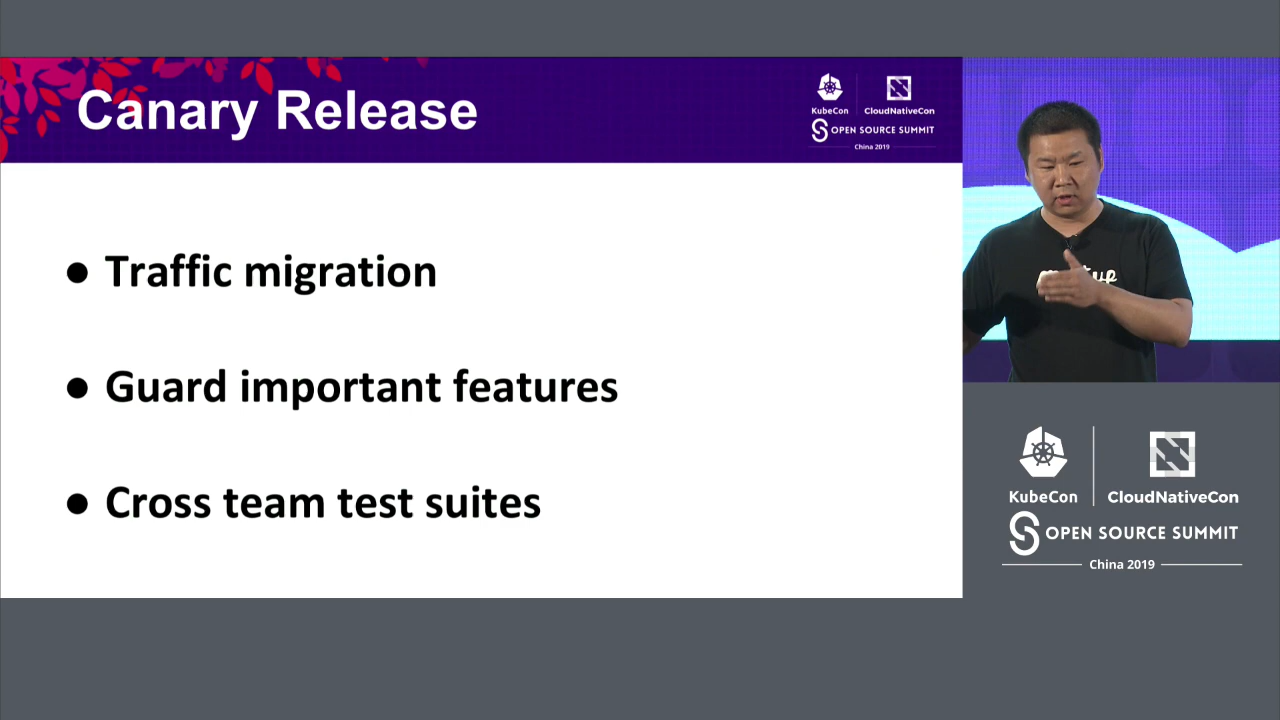 Canary Release
KubeCon
CloudNativeCon
OPEN SOURCE SUMMIT
China 2019
● Traffic migration
● Guard important features
● Cross team test suites
KubeCon
CloudNativeCon
OPEN SOURCE SUMMIT
China 2019